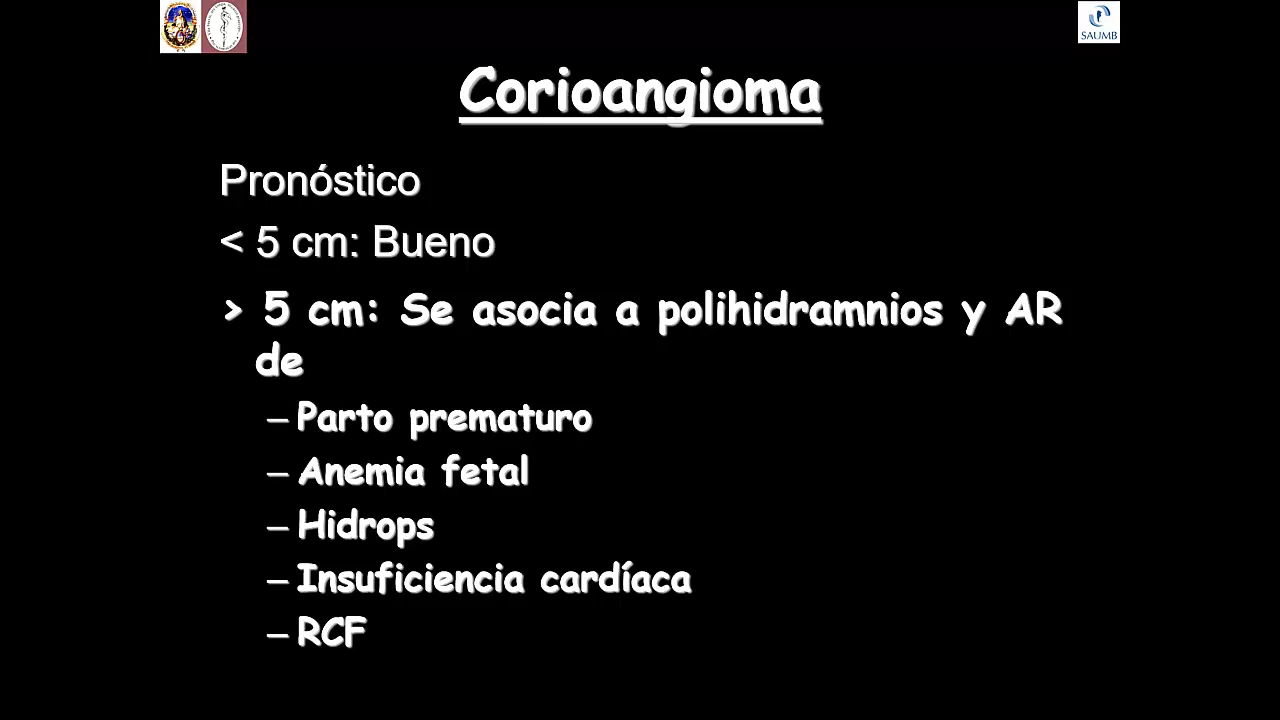 SAUMB
Corioangioma
Pronóstico
< 5 cm: Bueno
> 5 cm: Se asocia a polihidramnios y AR
de
– Parto prematuro
– Anemia fetal
– Hidrops
– Insuficiencia cardíaca
– RCF